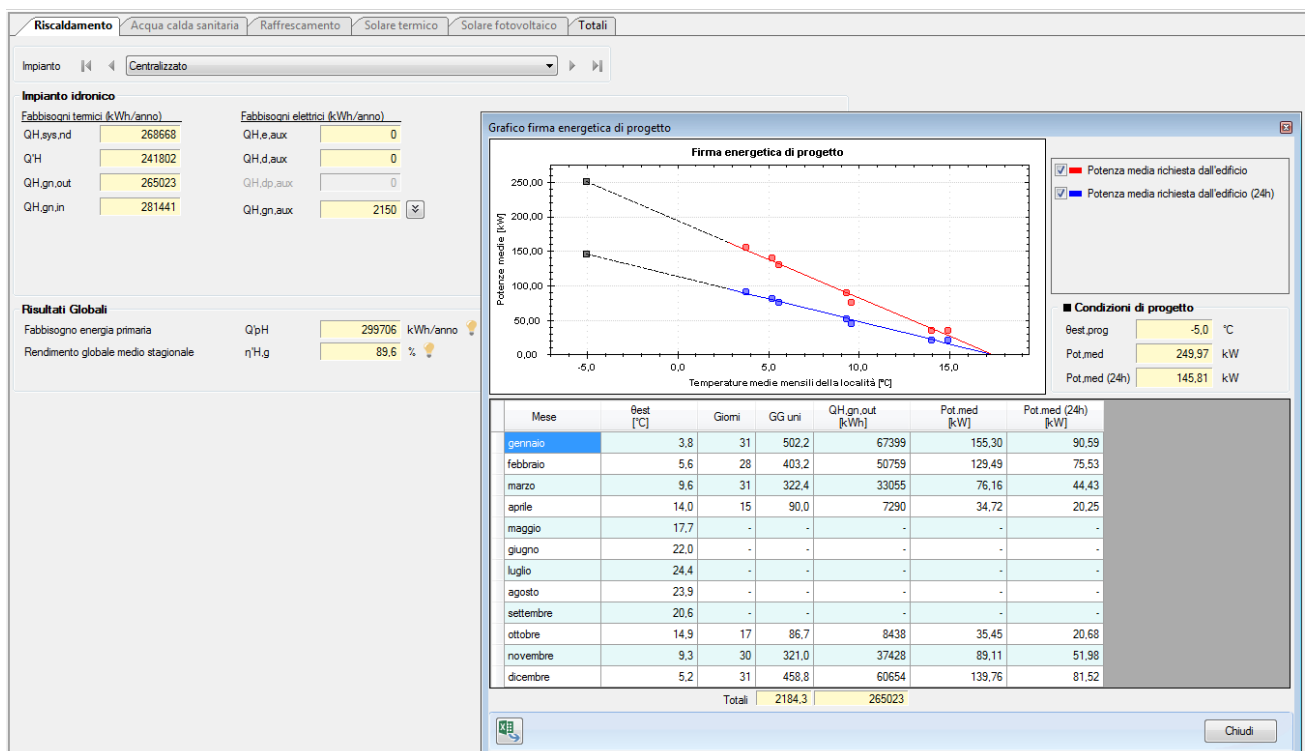 Riscaldamento Acqua calda sanitaria Raffrescamento Solare termico Solare fotovoltaico Totali
Impianto Centralizzato
Impianto idronico
Fabbisogni termici (kWh/anno) Fabbisogni elettrici (kWh/anno)
QH,sys,nd 268668 QH,e,aux 0
Q'H 241802 QH,d,aux 0
QH,gn,out 265023 QH,dp,aux 0
QH,gn,in 281441 QH,gn,aux 2150
Risultati Globali
Fabbisogno energia primaria Q'pH 299706 kWh/anno
Rendimento globale medio stagionale η'H,g 89,6 %
Grafico firma energetica di progetto
Firma energetica di progetto
Potenze medie [kW]
250,00
200,00
150,00
100,00
50,00
0,00
-5,0 0,0 5,0 10,0 15,0
Temperature medie mensili della località [°C]
Potenza media richiesta dall'edificio
Potenza media richiesta dall'edificio (24h)
Condizioni di progetto
θest,prog -5,0 °C
Pot,med 249,97 kW
Pot,med (24h) 145,81 kW
Mese θest [°C] Giorni GG uni QH,gn,out [kWh] Pot.med [kW] Pot.med (24h) [kW]
gennaio 3,8 31 502,2 67399 155,30 90,59
febbraio 5,6 28 403,2 50759 129,49 75,53
marzo 9,6 31 322,4 33055 76,16 44,43
aprile 14,0 15 90,0 7290 34,72 20,25
maggio 17,7 - - - - -
giugno 22,0 - - - - -
luglio 24,4 - - - - -
agosto 23,9 - - - - -
settembre 20,6 - - - - -
ottobre 14,9 17 86,7 8438 35,45 20,68
novembre 9,3 30 321,0 37428 89,11 51,98
dicembre 5,2 31 458,8 60654 139,76 81,52
Totali 2184,3 265023
Chiudi